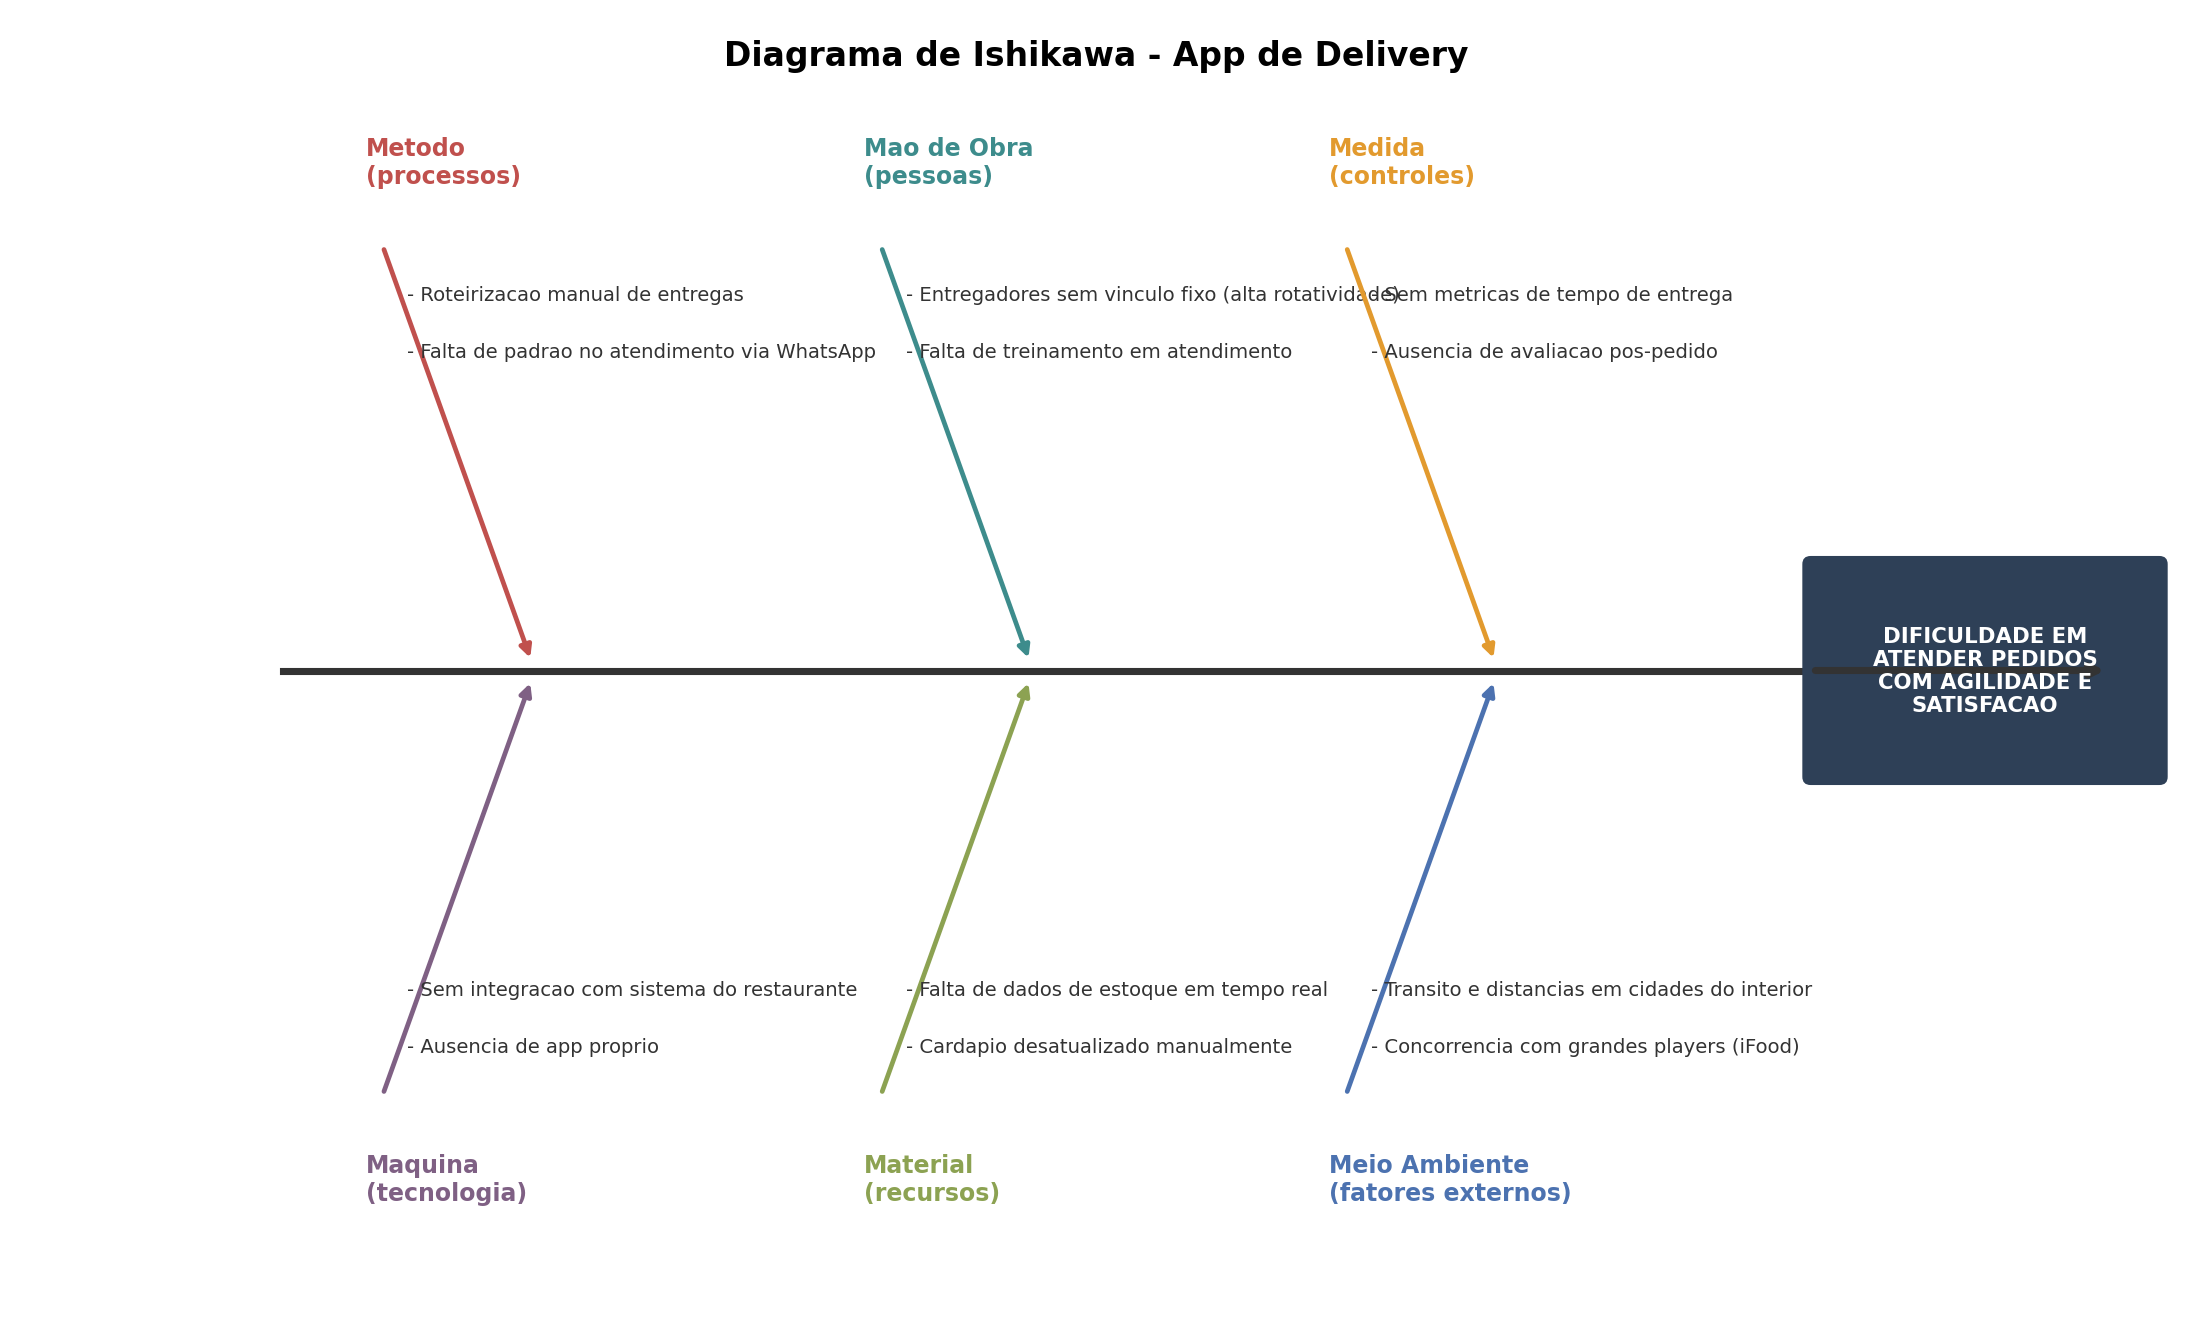 Diagrama de Ishikawa - App de Delivery
Metodo
(processos)
- Roteirizacao manual de entregas
- Falta de padrao no atendimento via WhatsApp
Mao de Obra
(pessoas)
- Entregadores sem vinculo fixo (alta rotatividade)
- Falta de treinamento em atendimento
Medida
(controles)
- Sem metricas de tempo de entrega
- Ausencia de avaliacao pos-pedido
DIFICULDADE EM
ATENDER PEDIDOS
COM AGILIDADE E
SATISFACAO
- Sem integracao com sistema do restaurante
- Ausencia de app proprio
Maquina
(tecnologia)
- Falta de dados de estoque em tempo real
- Cardapio desatualizado manualmente
Material
(recursos)
- Transito e distancias em cidades do interior
- Concorrencia com grandes players (iFood)
Meio Ambiente
(fatores externos)